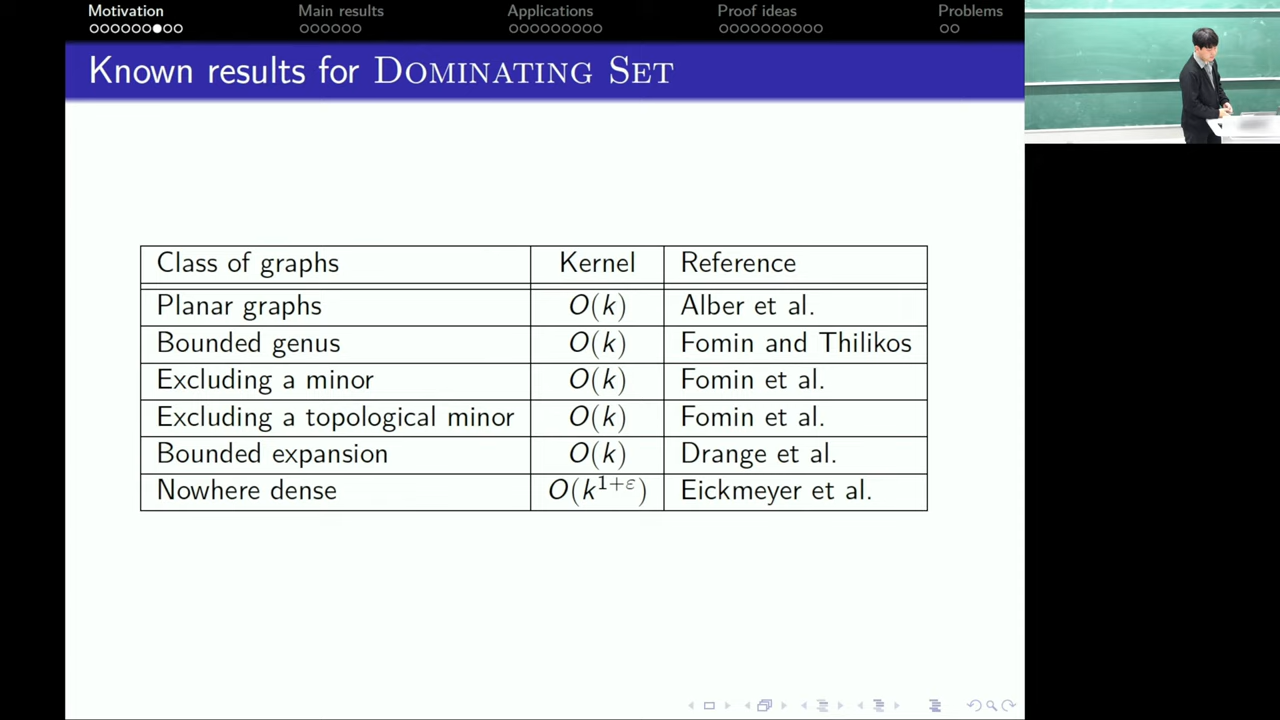 Motivation Main results Applications Proof ideas Problems
Known results for DOMINATING SET
Class of graphs Kernel Reference
Planar graphs O(k) Alber et al.
Bounded genus O(k) Fomin and Thilikos
Excluding a minor O(k) Fomin et al.
Excluding a topological minor O(k) Fomin et al.
Bounded expansion O(k) Drange et al.
Nowhere dense O(k^{1+ε}) Eickmeyer et al.